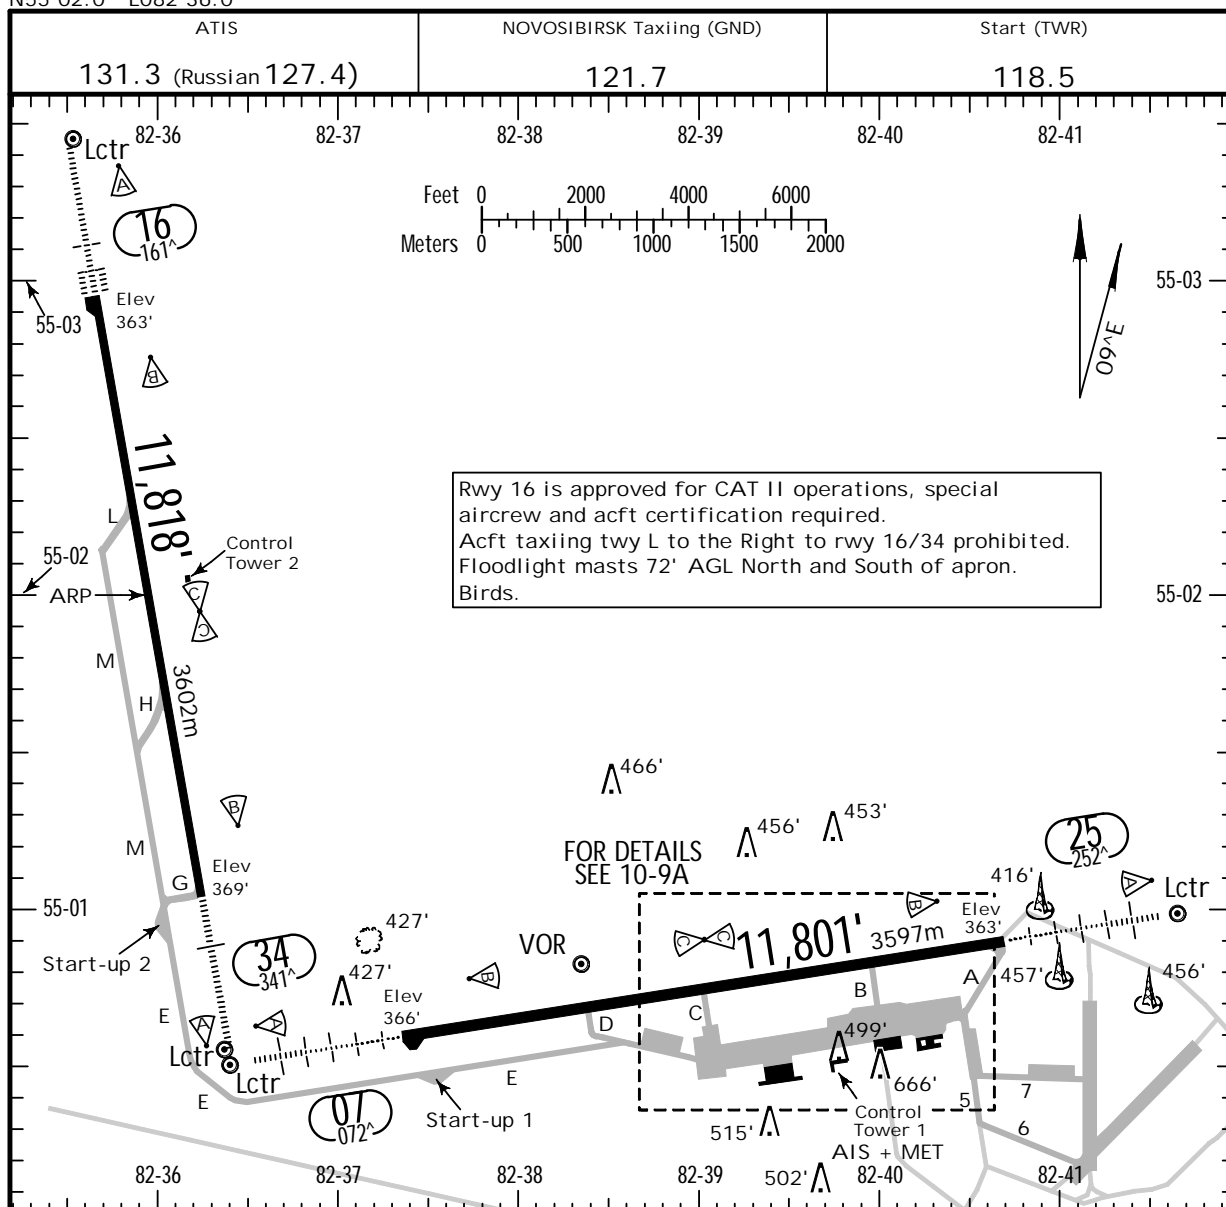 ATIS
131.3 (Russian 127.4)
NOVOSIBIRSK Taxiing (GND)
121.7
Start (TWR)
118.5
82-36
82-37
82-38
82-39
82-40
82-41
Lctr
A
16
161^
Feet 0 2000 4000 6000
Meters 0 500 1000 1500 2000
09^E
55-03
55-03
Elev
363'
B
11,818'
Rwy 16 is approved for CAT II operations, special
aircrew and acft certification required.
Acft taxiing twy L to the Right to rwy 16/34 prohibited.
Floodlight masts 72' AGL North and South of apron.
Birds.
L
Control
Tower 2
55-02
55-02
ARP
C
C
M
H
3602m
B
M
G
Elev
369'
466'
456'
453'
FOR DETAILS
SEE 10-9A
25
252^
416'
A
Lctr
55-01
Start-up 2
34
341^
427'
427'
VOR
B
Elev
366'
C
C
11,801'
3597m
B
Elev
363'
457'
456'
A
B
C
D
E
A
A
Lctr
Lctr
E
E
07
072^
Start-up 1
499'
666'
Control
Tower 1
AIS + MET
515'
502'
5
7
6
82-36
82-37
82-38
82-39
82-40
82-41